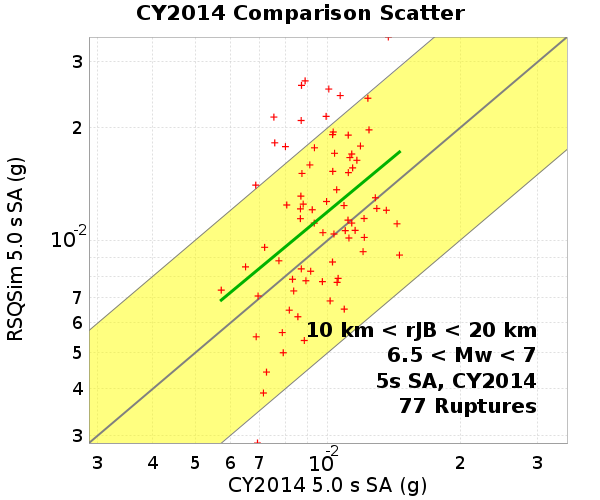 CY2014 Comparison Scatter
RSQSim 5.0 s SA (g)
3
2
10-2
7
6
5
4
3
10 km < rJB < 20 km
6.5 < Mw < 7
5s SA, CY2014
77 Ruptures
3 4 5 6 7 10-2 2 3
CY2014 5.0 s SA (g)